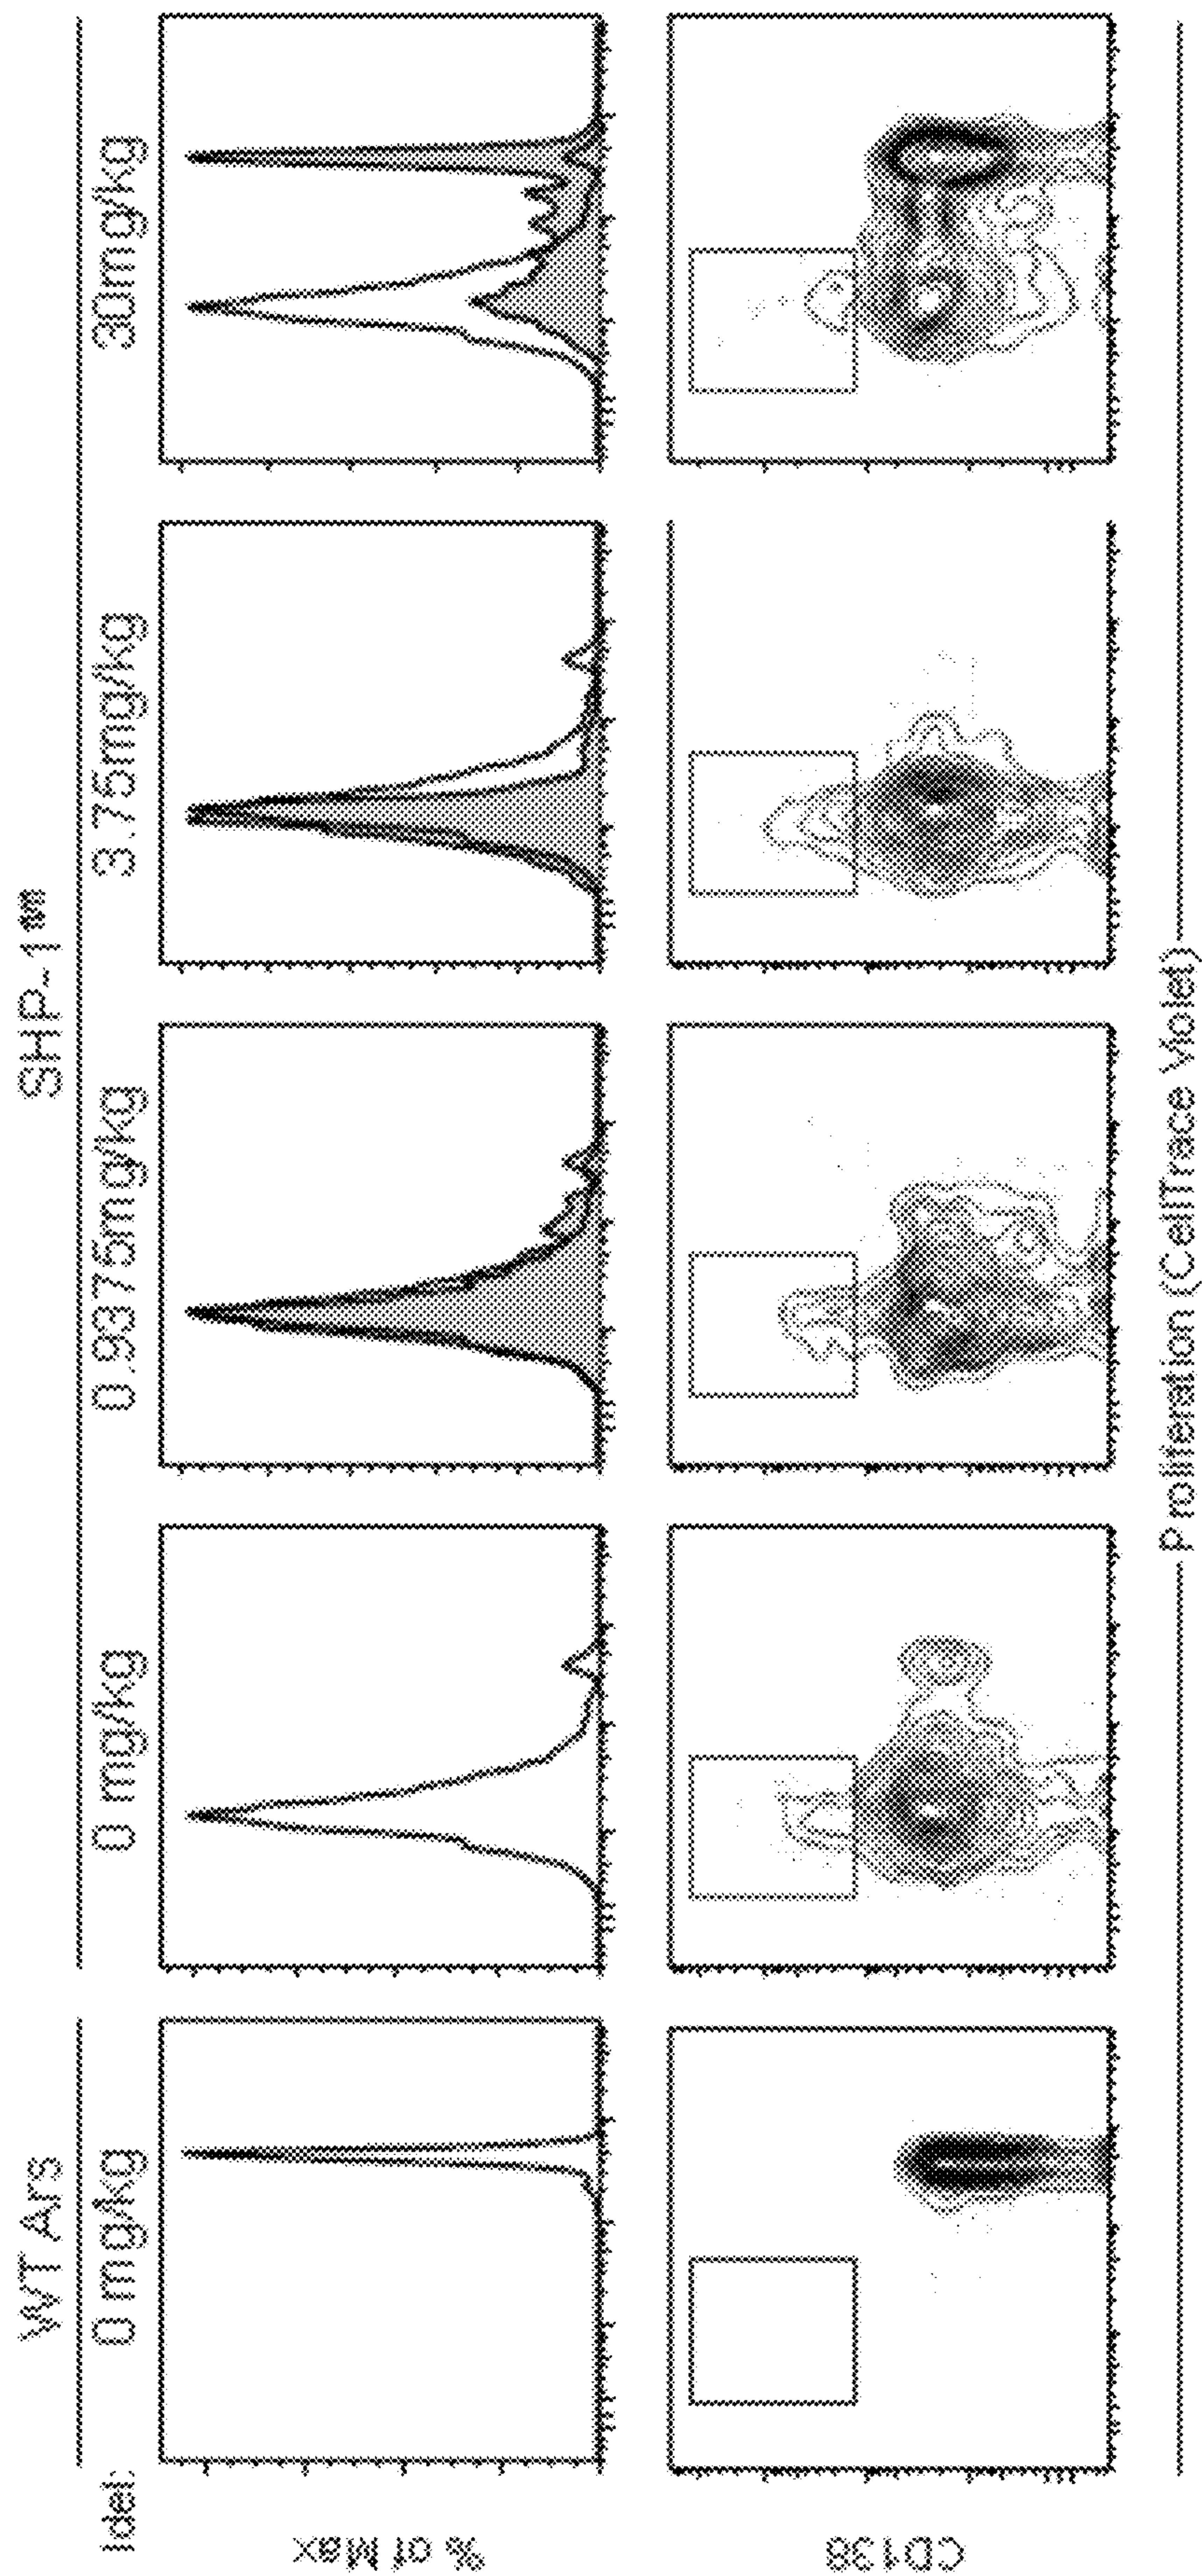 WT Ars SHP-1
Idel: 0 mg/kg 0 mg/kg 0.9375mg/kg 3.75mg/kg 30mg/kg
% of Max
CD138
Proliferation (CellTrace Violet)